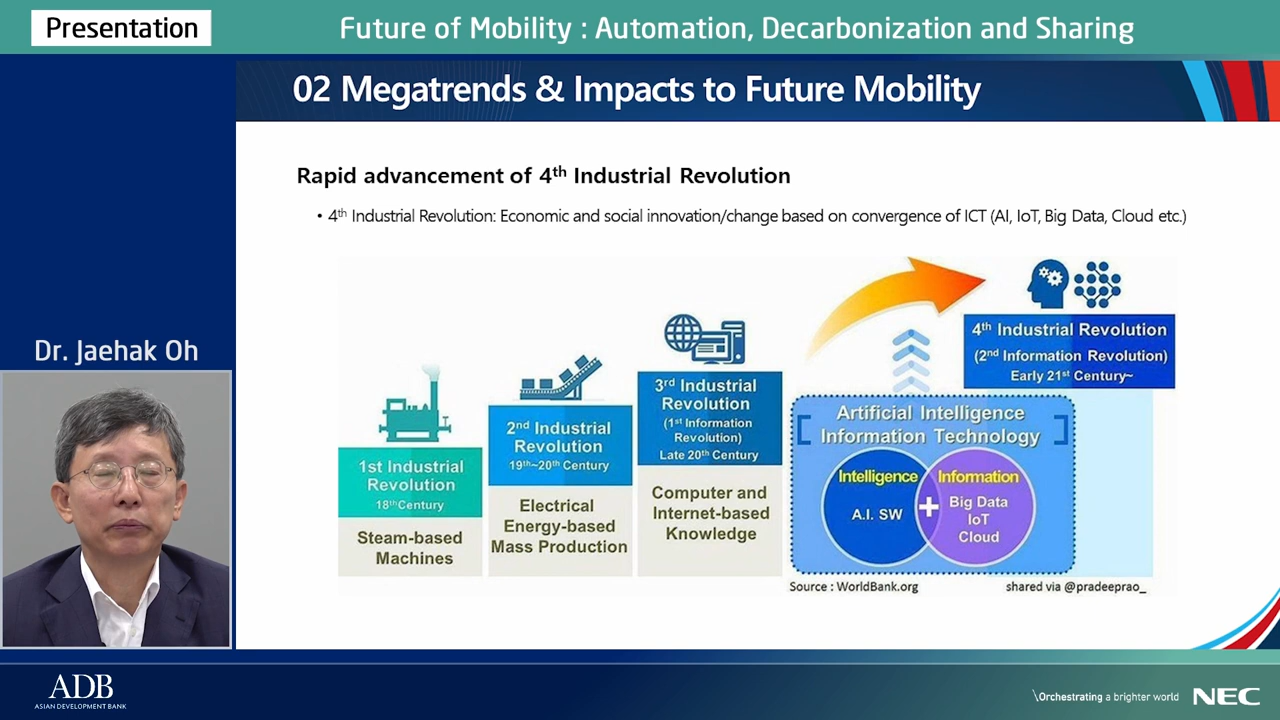 Presentation
Future of Mobility : Automation, Decarbonization and Sharing
02 Megatrends & Impacts to Future Mobility
Rapid advancement of 4th Industrial Revolution
• 4th Industrial Revolution: Economic and social innovation/change based on convergence of ICT (AI, IoT, Big Data, Cloud etc.)
1st Industrial
Revolution
18thCentury
Steam-based
Machines
2nd Industrial
Revolution
19th~20th Century
Electrical
Energy-based
Mass Production
3rd Industrial
Revolution
(1st Information
Revolution)
Late 20th Century
Computer and
Internet-based
Knowledge
4th Industrial Revolution
(2nd Information Revolution)
Early 21st Century~
Artificial Intelligence
Information Technology
Intelligence
A.I. SW
+
Information
Big Data
IoT
Cloud
Source : WorldBank.org
shared via @pradeeprao_
Dr. Jaehak Oh
ADB
ASIAN DEVELOPMENT BANK
\Orchestrating a brighter world
NEC